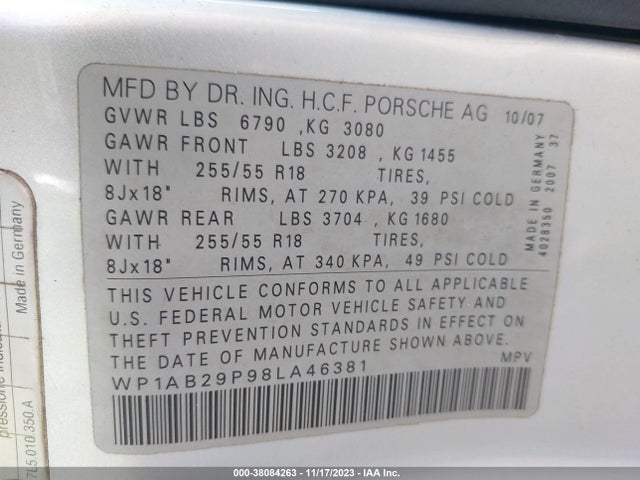 MFD BY DR. ING. H.C.F. PORSCHE AG 10/07
GVWR LBS 6790 , KG 3080
GAWR FRONT LBS 3208 , KG 1455
WITH 255/55 R18 TIRES,
8Jx18" RIMS, AT 270 KPA, 39 PSI COLD
GAWR REAR LBS 3704 , KG 1680
WITH 255/55 R18 TIRES,
8Jx18" RIMS, AT 340 KPA, 49 PSI COLD
THIS VEHICLE CONFORMS TO ALL APPLICABLE
U.S. FEDERAL MOTOR VEHICLE SAFETY AND
THEFT PREVENTION STANDARDS IN EFFECT ON
THE DATE OF MANUFACTURE SHOWN ABOVE.
WP1AB29P98LA46381 MPV
MADE IN GERMANY
4028350 2007 37
Made in Germany
7L5 010 350 A
000-38084263 - 11/17/2023 - IAA Inc.